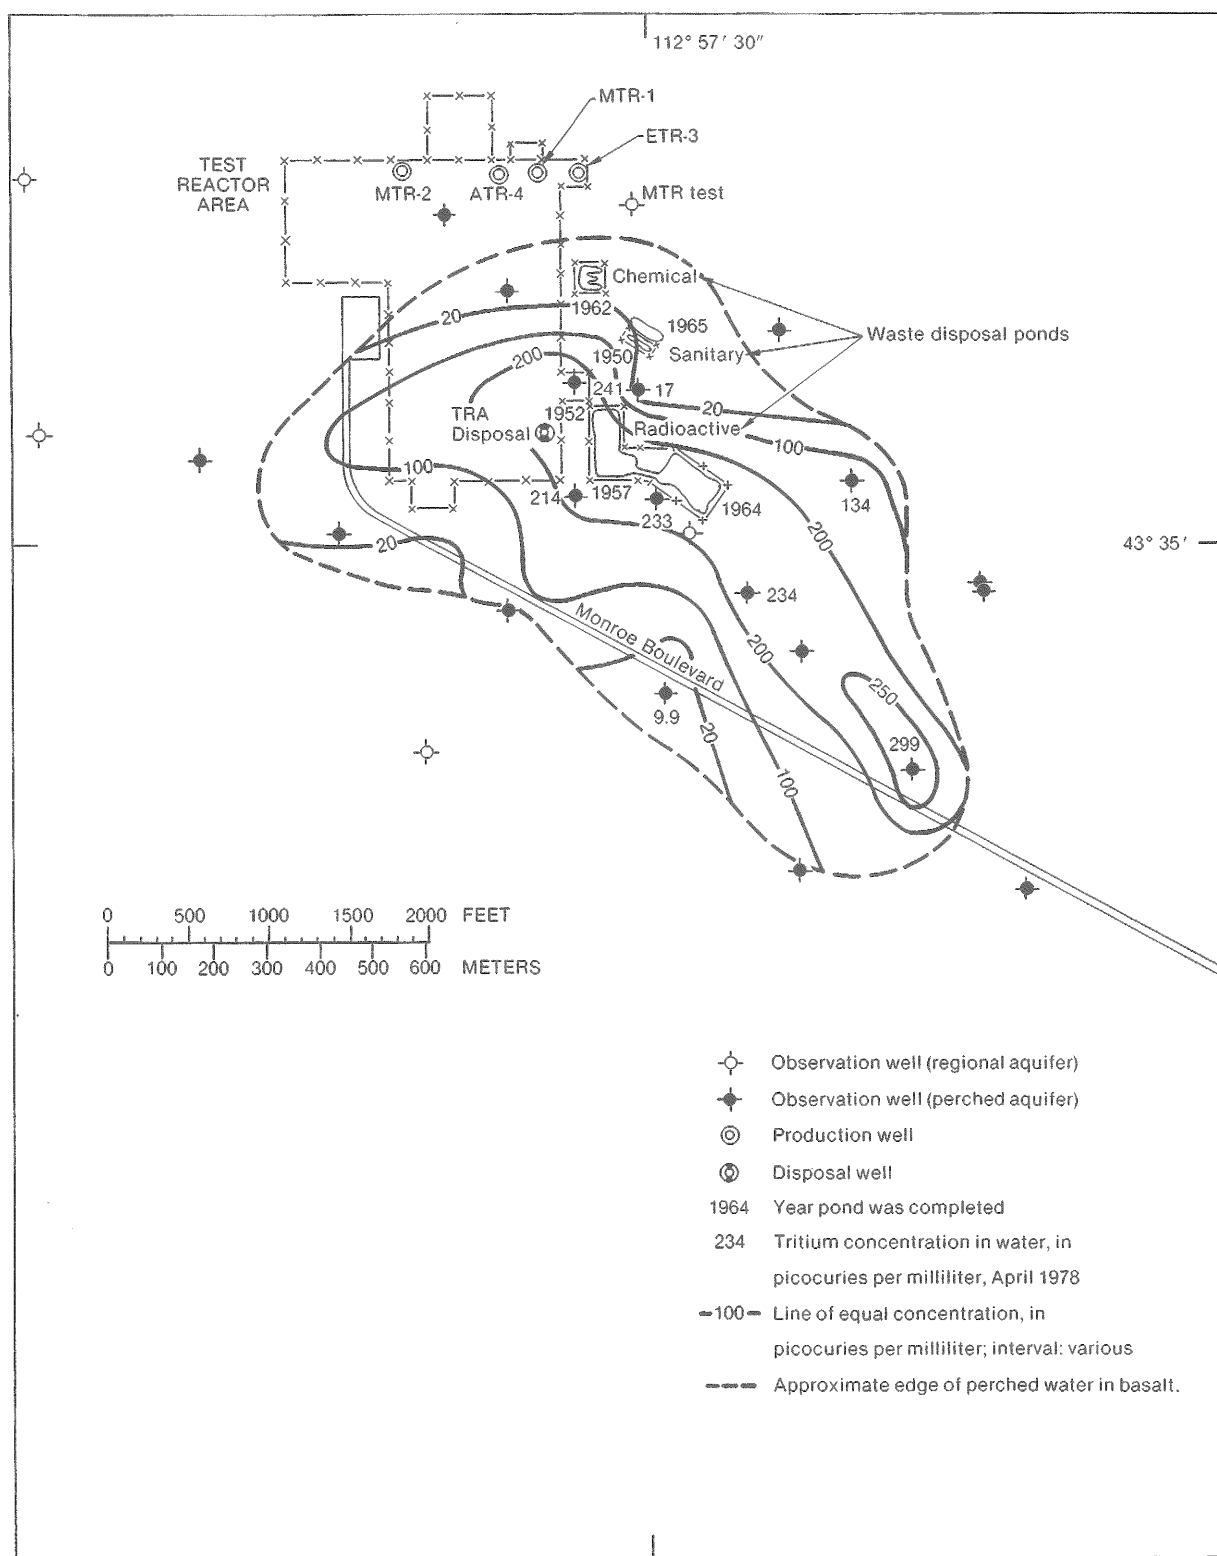 112° 57′ 30″
MTR-1
ETR-3
TEST
REACTOR
AREA
MTR-2
ATR-4
MTR test
Chemical
1962
20
1965
Waste disposal ponds
1950
Sanitary
200
241
17
20
TRA
Disposal
1952
Radioactive
100
100
214
1957
233
1964
134
200
20
43° 35′
234
Monroe Boulevard
200
250
9.9
20
299
100
0 500 1000 1500 2000 FEET
0 100 200 300 400 500 600 METERS
Observation well (regional aquifer)
Observation well (perched aquifer)
Production well
Disposal well
1964 Year pond was completed
234 Tritium concentration in water, in
picocuries per milliliter, April 1978
100 Line of equal concentration, in
picocuries per milliliter; interval: various
Approximate edge of perched water in basalt.